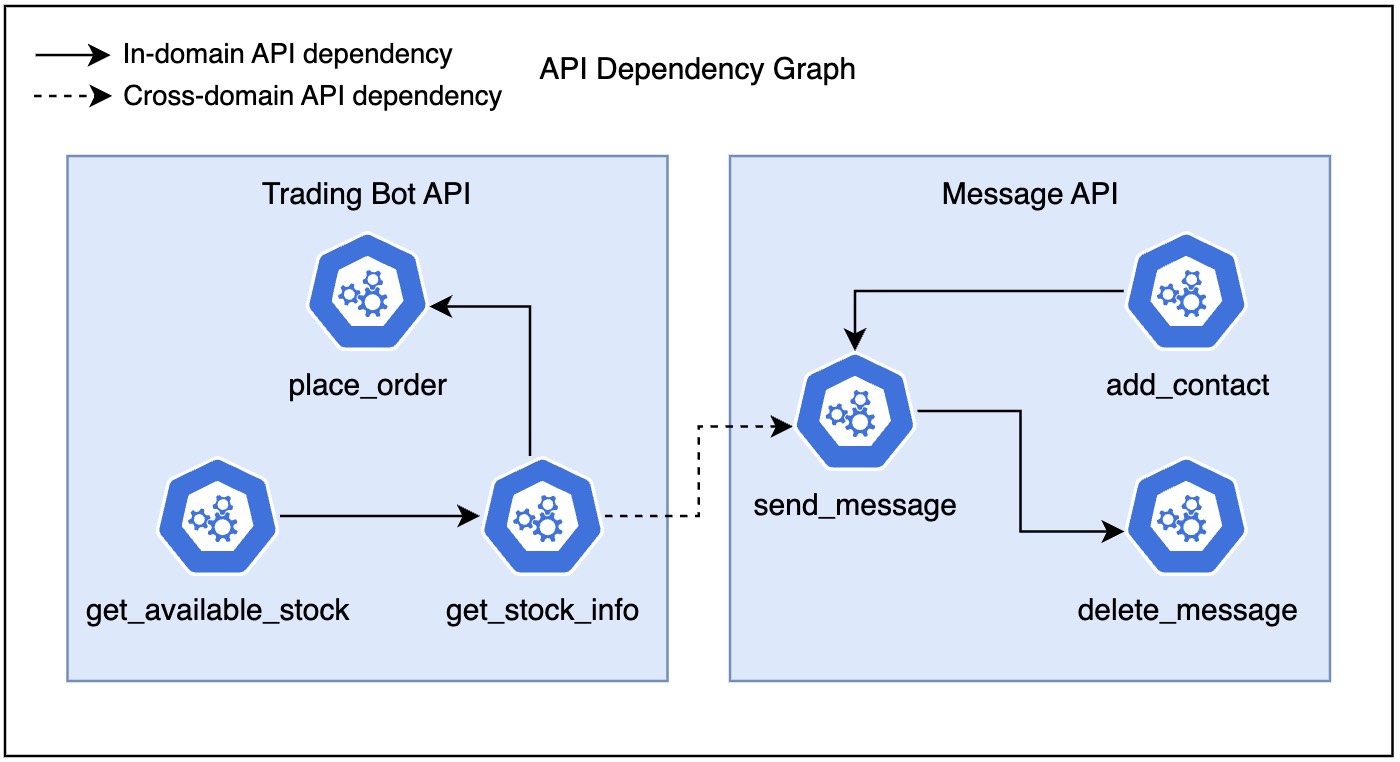 In-domain API dependency
Cross-domain API dependency
API Dependency Graph
Trading Bot API
place_order
get_available_stock
get_stock_info
Message API
add_contact
send_message
delete_message